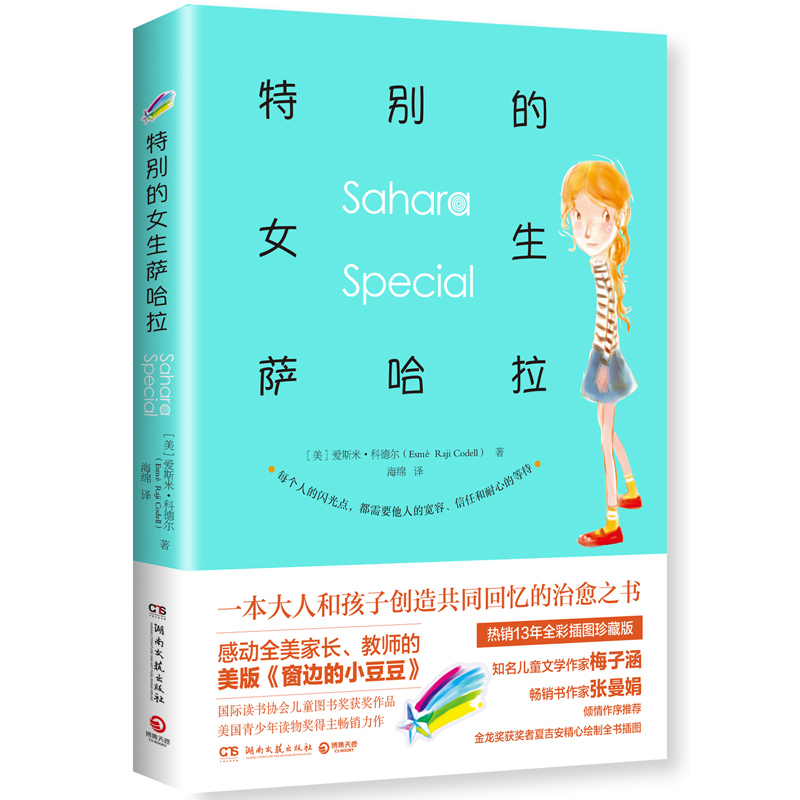 特别的
Sahara
女生
Special
萨哈拉
[美]爱斯米·科德尔(Esmé Raji Codell) 著
海绵 译
每个人的闪光点,都需要他人的宽容、信任和耐心的等待
一本大人和孩子创造共同回忆的治愈之书
感动全美家长、教师的
美版《窗边的小豆豆》
国际读书协会儿童图书奖获奖作品
美国青少年读物奖得主畅销力作
湖南文艺出版社
博集天卷
CS-BOOKY
热销13年全彩插图珍藏版
知名儿童文学作家梅子涵
畅销书作家张曼娟
倾情作序推荐
金龙奖获奖者夏吉安精心绘制全书插图
特别的女生萨哈拉
Sahara
Special
[美]爱斯米·科德尔 著
(Esmé Raji Codell)
海绵 译
湖南文艺出版社
博集天卷
CS-BOOKY